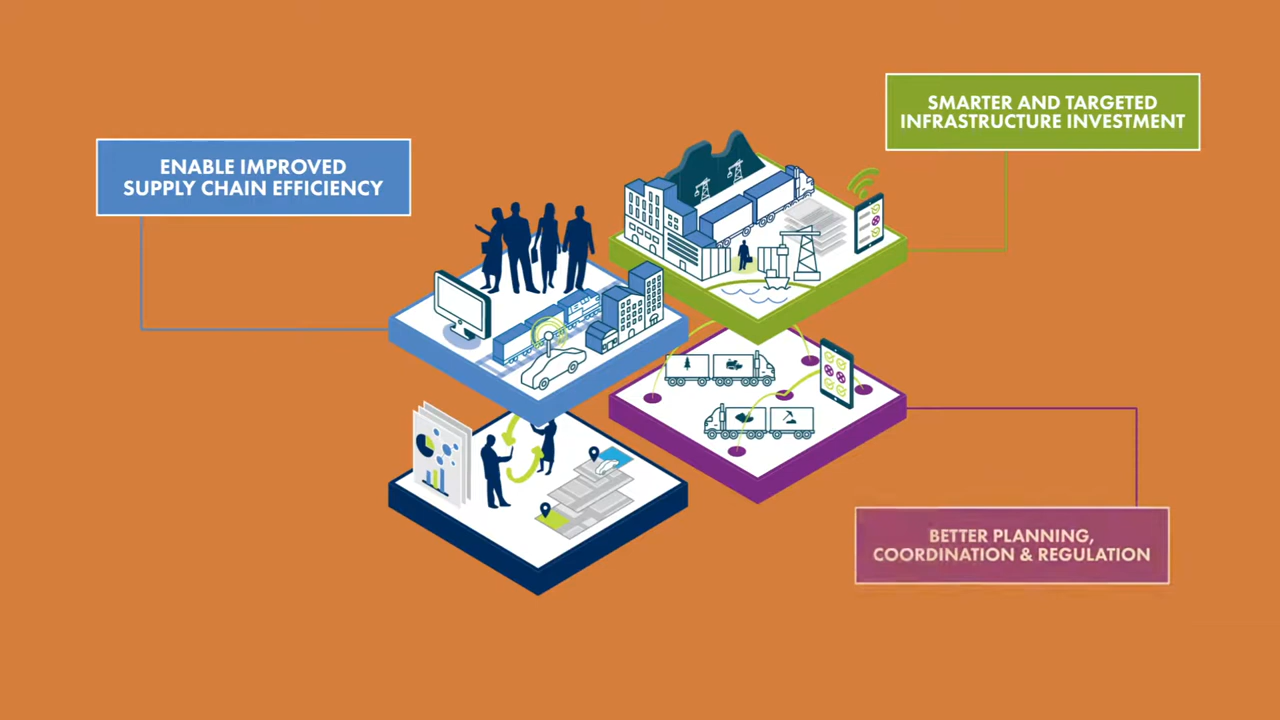 SMARTER AND TARGETED
INFRASTRUCTURE INVESTMENT
ENABLE IMPROVED
SUPPLY CHAIN EFFICIENCY
BETTER PLANNING,
COORDINATION & REGULATION